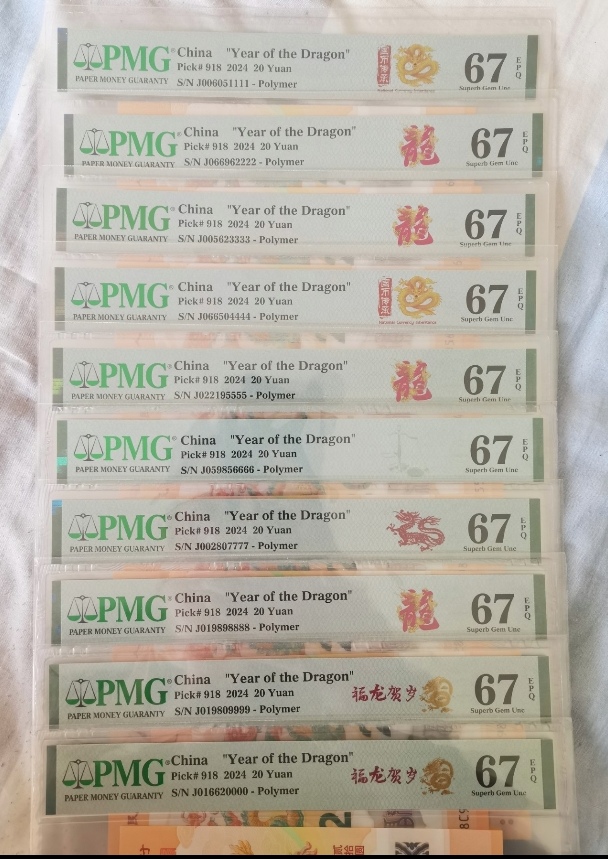 PMG China "Year of the Dragon" 67 EPQ
PAPER MONEY GUARANTY Pick# 918 2024 20 Yuan
S/N J006051111 - Polymer Superb Gem Unc
PMG China "Year of the Dragon" 龍 67 EPQ
PAPER MONEY GUARANTY Pick# 918 2024 20 Yuan
S/N J066962222 - Polymer Superb Gem Unc
PMG China "Year of the Dragon" 龍 67 EPQ
PAPER MONEY GUARANTY Pick# 918 2024 20 Yuan
S/N J005623333 - Polymer Superb Gem Unc
PMG China "Year of the Dragon" 67 EPQ
PAPER MONEY GUARANTY Pick# 918 2024 20 Yuan
S/N J066504444 - Polymer Superb Gem Unc
PMG China "Year of the Dragon" 龍 67 EPQ
PAPER MONEY GUARANTY Pick# 918 2024 20 Yuan
S/N J022195555 - Polymer Superb Gem Unc
PMG China "Year of the Dragon" 67 EPQ
PAPER MONEY GUARANTY Pick# 918 2024 20 Yuan
S/N J059856666 - Polymer Superb Gem Unc
PMG China "Year of the Dragon" 67 EPQ
PAPER MONEY GUARANTY Pick# 918 2024 20 Yuan
S/N J002807777 - Polymer Superb Gem Unc
PMG China "Year of the Dragon" 龍 67 EPQ
PAPER MONEY GUARANTY Pick# 918 2024 20 Yuan
S/N J019898888 - Polymer Superb Gem Unc
PMG China "Year of the Dragon" 福龙贺岁 67 EPQ
PAPER MONEY GUARANTY Pick# 918 2024 20 Yuan
S/N J019809999 - Polymer Superb Gem Unc
PMG China "Year of the Dragon" 福龙贺岁 67 EPQ
PAPER MONEY GUARANTY Pick# 918 2024 20 Yuan
S/N J016620000 - Polymer Superb Gem Unc